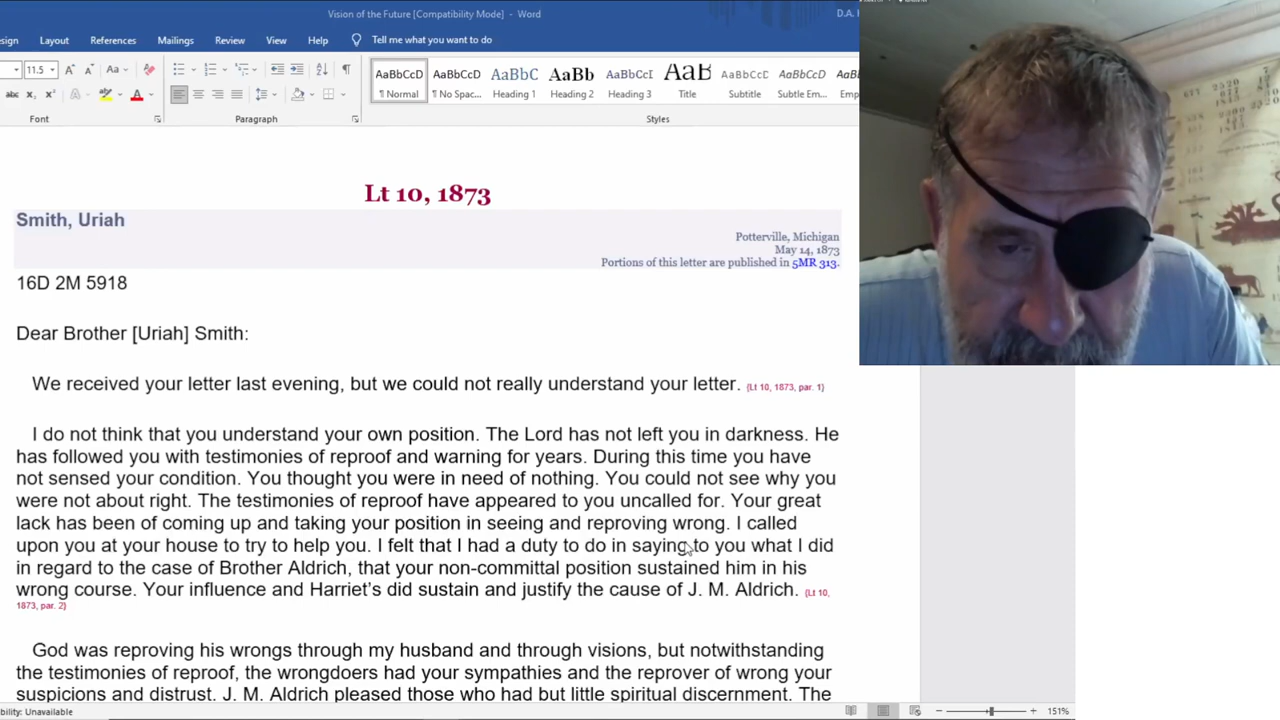 Vision of the Future [Compatibility Mode] - Word
D.A.
sign Layout References Mailings Review View Help Tell me what you want to do
11.5 Aa
AaBbCcD AaBbCcD AaBbC AaBb AaBbCcI AaB AaBbCcD AaBbCcD AaBb
¶ Normal ¶ No Spac... Heading 1 Heading 2 Heading 3 Title Subtitle Subtle Em... Emp
abc x₂ x² A
Font Paragraph Styles
Lt 10, 1873
Smith, Uriah
Potterville, Michigan
May 14, 1873
Portions of this letter are published in 5MR 313.
16D 2M 5918
Dear Brother [Uriah] Smith:
We received your letter last evening, but we could not really understand your letter. {Lt 10, 1873, par. 1}
I do not think that you understand your own position. The Lord has not left you in darkness. He
has followed you with testimonies of reproof and warning for years. During this time you have
not sensed your condition. You thought you were in need of nothing. You could not see why you
were not about right. The testimonies of reproof have appeared to you uncalled for. Your great
lack has been of coming up and taking your position in seeing and reproving wrong. I called
upon you at your house to try to help you. I felt that I had a duty to do in saying to you what I did
in regard to the case of Brother Aldrich, that your non-committal position sustained him in his
wrong course. Your influence and Harriet's did sustain and justify the cause of J. M. Aldrich. {Lt 10,
1873, par. 2}
God was reproving his wrongs through my husband and through visions, but notwithstanding
the testimonies of reproof, the wrongdoers had your sympathies and the reprover of wrong your
suspicions and distrust. J. M. Aldrich pleased those who had but little spiritual discernment. The
bility: Unavailable
151%
2520
677
1843